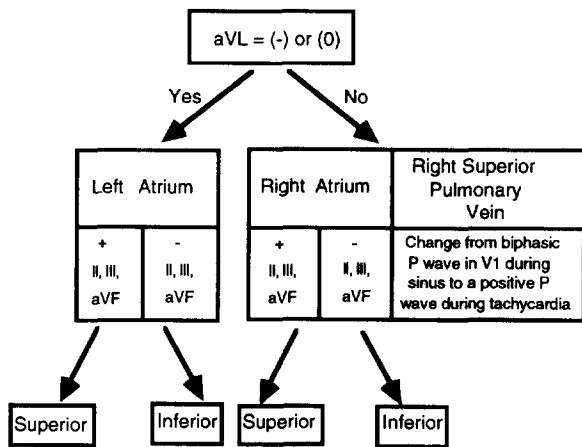 aVL = (-) or (0)
Yes
No
Left Atrium
Right Atrium
Right Superior
Pulmonary
Vein
+
II, III,
aVF
-
II, III,
aVF
+
II, III,
aVF
-
II, III,
aVF
Change from biphasic
P wave in V1 during
sinus to a positive P
wave during tachycardia
Superior
Inferior
Superior
Inferior